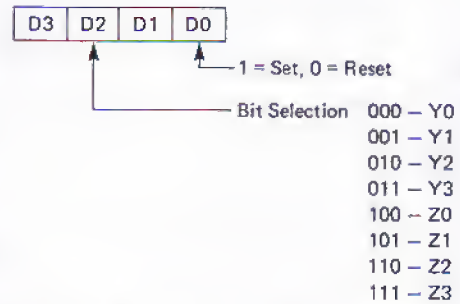 D3 D2 D1 D0
1 = Set, 0 = Reset
Bit Selection 000 – Y0
001 – Y1
010 – Y2
011 – Y3
100 – Z0
101 – Z1
110 – Z2
111 – Z3